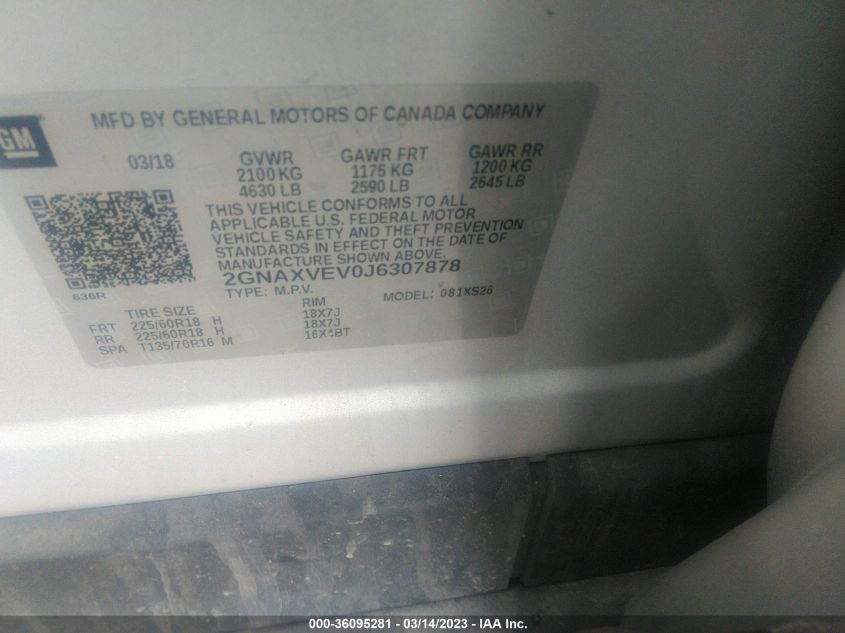 GM
MFD BY GENERAL MOTORS OF CANADA COMPANY
03/18 GVWR GAWR FRT GAWR RR
2100 KG 1175 KG 1200 KG
4630 LB 2590 LB 2645 LB
THIS VEHICLE CONFORMS TO ALL
APPLICABLE U.S. FEDERAL MOTOR
VEHICLE SAFETY AND THEFT PREVENTION
STANDARDS IN EFFECT ON THE DATE OF
MANUFACTURE SHOWN ABOVE.
2GNAXVEV0J6307878
TYPE: M.P.V. MODEL: 081XS26
636R
TIRE SIZE RIM
FRT 225/60R18 H 18X7J
RR 225/60R18 H 18X7J
SPA T135/70R16 M 16X4BT
000-36095281 - 03/14/2023 - IAA Inc.